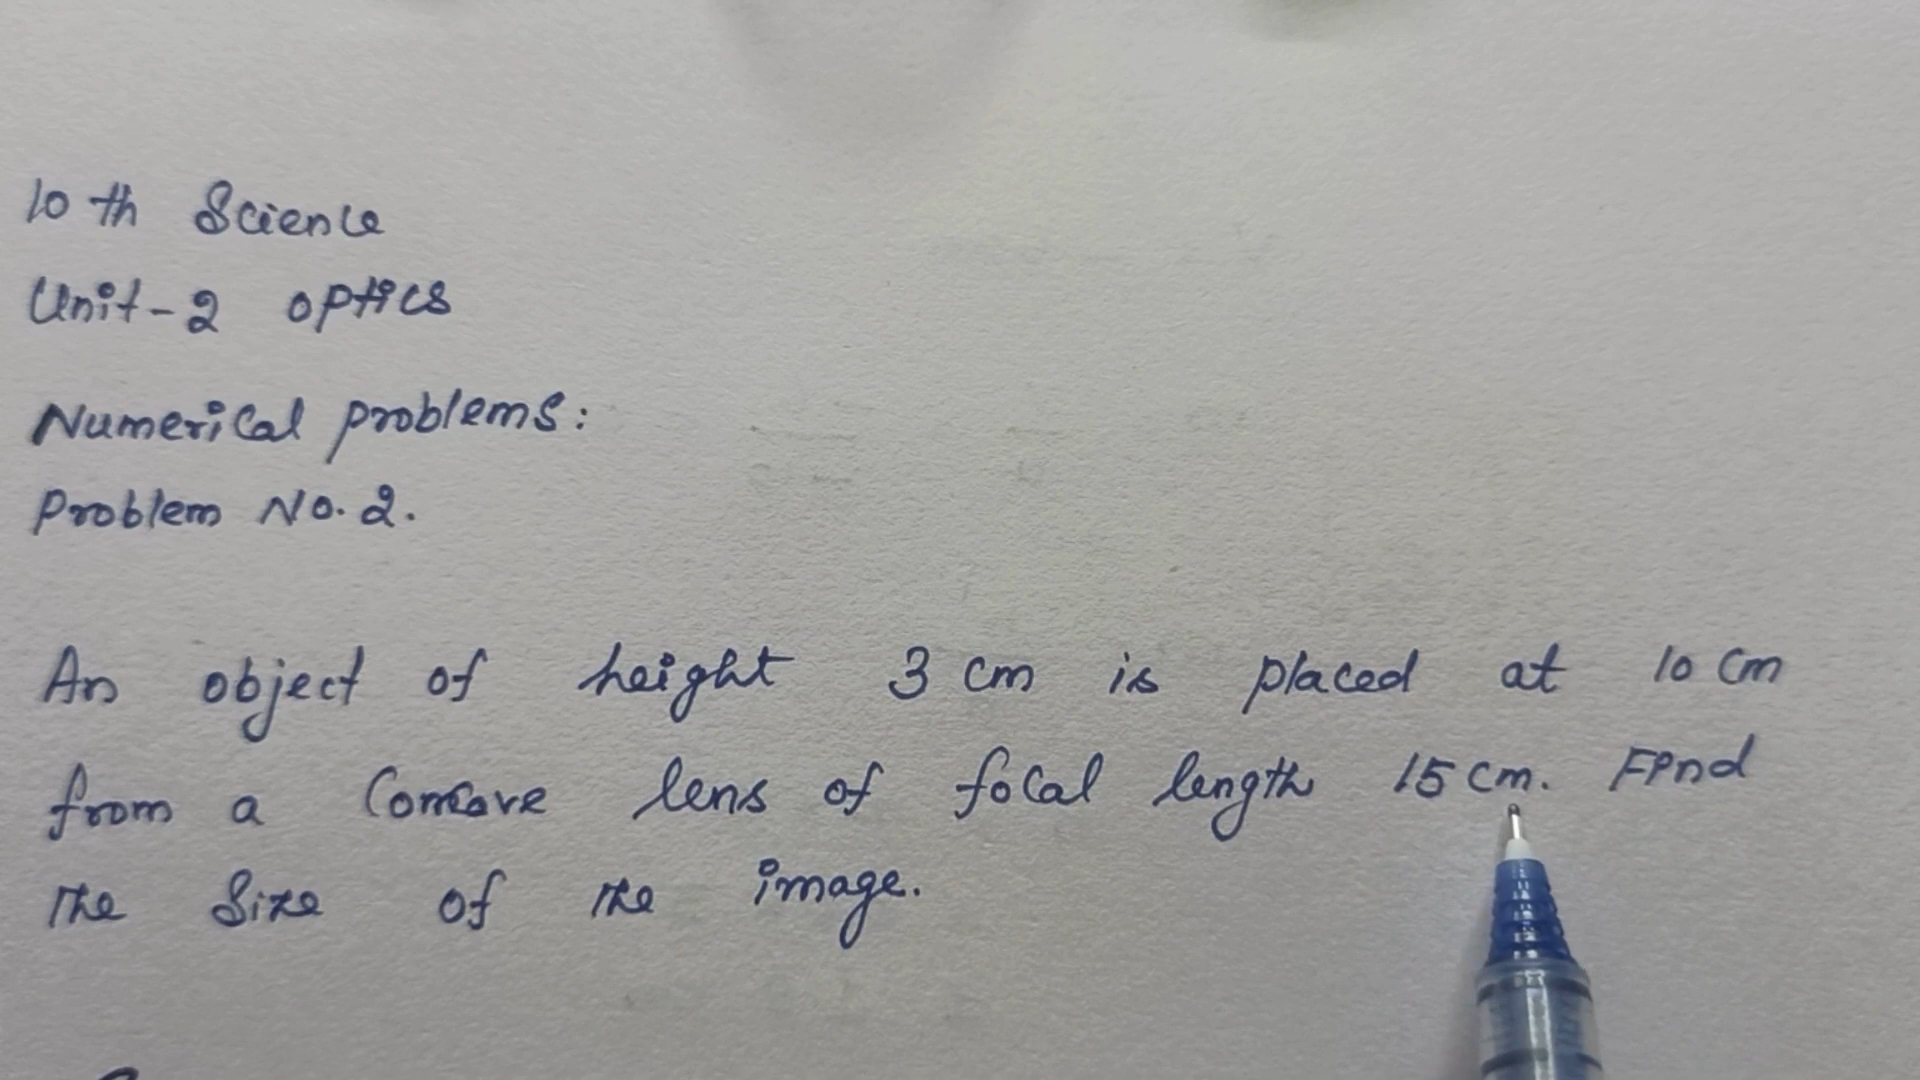 10 th Science
Unit-2 optics
Numerical problems:
Problem No. 2.
An object of height 3 cm is placed at 10 cm
from a Concave lens of focal length 15 cm. Find
The Size of the image.